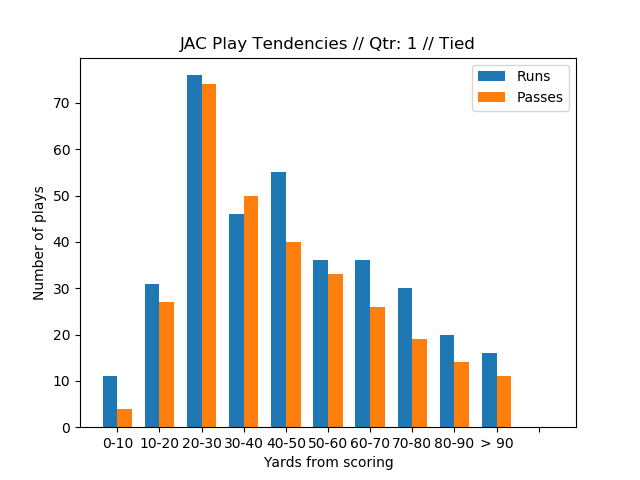 JAC Play Tendencies // Qtr: 1 // Tied
Runs
Passes
Number of plays
70
60
50
40
30
20
10
0
0-10 10-20 20-30 30-40 40-50 50-60 60-70 70-80 80-90 > 90
Yards from scoring